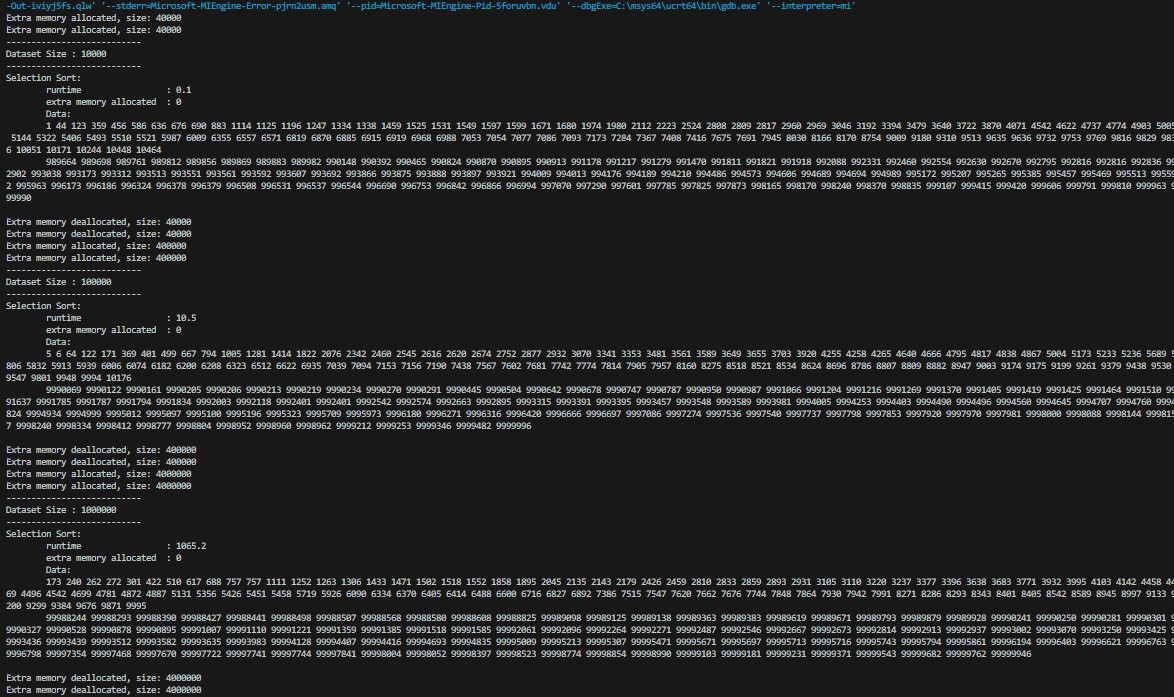 -Out-iviyj5fs.qlw' '--stderr=Microsoft-MIEngine-Error-pjrn2usm.amq' '--pid=Microsoft-MIEngine-Pid-5foruvbn.vdu' '--dbgExe=C:\msys64\ucrt64\bin\gdb.exe' '--interpreter=mi'
Extra memory allocated, size: 40000
Extra memory allocated, size: 40000
---------------------------
Dataset Size : 10000
---------------------------
Selection Sort:
runtime : 0.1
extra memory allocated : 0
Data:
1 44 123 359 456 586 636 676 690 883 1114 1125 1196 1247 1334 1338 1459 1525 1531 1549 1597 1599 1671 1680 1974 1980 2112 2223 2524 2808 2809 2817 2960 2969 3046 3192 3394 3479 3640 3722 3870 4071 4542 4622 4737 4774 4903
5144 5322 5406 5493 5510 5521 5987 6009 6355 6557 6571 6819 6870 6885 6915 6919 6968 6988 7053 7054 7077 7086 7093 7173 7284 7367 7408 7416 7675 7691 7945 8030 8166 8170 8754 9009 9180 9310 9513 9635 9636 9732 9753 9769 9816 9829
6 10051 10171 10244 10448 10464
989664 989698 989761 989812 989856 989869 989883 989982 990148 990392 990465 990824 990870 990895 990913 991178 991217 991279 991470 991811 991821 991918 992088 992331 992460 992554 992630 992670 992795 992816 992816 992836
2902 993038 993173 993312 993513 993551 993561 993592 993607 993692 993866 993875 993888 993897 993921 994009 994013 994176 994189 994210 994486 994573 994606 994689 994694 994989 995172 995207 995265 995385 995457 995469 995513
2 995963 996173 996186 996324 996378 996379 996508 996531 996537 996544 996690 996753 996842 996866 996994 997070 997290 997601 997785 997825 997873 998165 998170 998240 998370 998835 999107 999415 999420 999606 999791 999810 999963
99990
Extra memory deallocated, size: 40000
Extra memory deallocated, size: 40000
Extra memory allocated, size: 400000
Extra memory allocated, size: 400000
---------------------------
Dataset Size : 100000
---------------------------
Selection Sort:
runtime : 10.5
extra memory allocated : 0
Data:
5 6 64 122 171 369 401 499 667 794 1005 1281 1414 1822 2076 2342 2460 2545 2616 2620 2674 2752 2877 2932 3070 3341 3353 3481 3561 3589 3649 3655 3703 3920 4255 4258 4265 4640 4666 4795 4817 4838 4867 5004 5173 5233 5236 5689
806 5832 5913 5939 6006 6074 6182 6200 6208 6323 6512 6622 6935 7039 7094 7153 7156 7190 7438 7567 7602 7681 7742 7774 7814 7905 7957 8160 8275 8518 8521 8534 8624 8696 8786 8807 8809 8882 8947 9003 9174 9175 9199 9261 9379 9438 9530
9547 9801 9948 9994 10176
9990069 9990122 9990161 9990205 9990206 9990213 9990219 9990234 9990270 9990291 9990445 9990504 9990642 9990678 9990747 9990787 9990950 9990987 9991066 9991204 9991216 9991269 9991370 9991405 9991419 9991425 9991464 9991510
91637 9991785 9991787 9991794 9991834 9992003 9992118 9992401 9992401 9992542 9992574 9992663 9992895 9993315 9993391 9993395 9993457 9993548 9993589 9993981 9994005 9994253 9994403 9994490 9994496 9994560 9994645 9994707 9994760
824 9994934 9994999 9995012 9995097 9995100 9995196 9995323 9995709 9995973 9996180 9996271 9996316 9996420 9996666 9996697 9997086 9997274 9997536 9997540 9997737 9997798 9997853 9997920 9997970 9997981 9998000 9998088 9998144
7 9998240 9998334 9998412 9998777 9998804 9998952 9998960 9998962 9999212 9999253 9999346 9999482 9999996
Extra memory deallocated, size: 400000
Extra memory deallocated, size: 400000
Extra memory allocated, size: 4000000
Extra memory allocated, size: 4000000
---------------------------
Dataset Size : 1000000
---------------------------
Selection Sort:
runtime : 1065.2
extra memory allocated : 0
Data:
173 240 262 272 301 422 510 617 688 757 757 1111 1252 1263 1306 1433 1471 1502 1518 1552 1858 1895 2045 2135 2143 2179 2426 2459 2810 2833 2859 2893 2931 3105 3110 3220 3237 3377 3396 3638 3683 3771 3932 3995 4103 4142 4458
69 4496 4542 4699 4781 4872 4887 5131 5356 5426 5451 5458 5719 5926 6090 6334 6370 6405 6414 6488 6600 6716 6827 6892 7386 7515 7547 7620 7662 7676 7744 7848 7864 7930 7942 7991 8271 8286 8293 8343 8401 8405 8542 8589 8945 8997 9133
200 9299 9384 9676 9871 9995
99988244 99988293 99988390 99988427 99988441 99988498 99988507 99988568 99988580 99988608 99988825 99989098 99989125 99989138 99989363 99989383 99989619 99989671 99989793 99989879 99989928 99990241 99990250 99990281 99990301
9990327 99990528 99990878 99990895 99991007 99991110 99991221 99991359 99991385 99991518 99991585 99992061 99992096 99992264 99992271 99992487 99992546 99992667 99992673 99992814 99992913 99992937 99993002 99993070 99993250 99993425
9993436 99993439 99993512 99993582 99993635 99993983 99994128 99994407 99994416 99994693 99994835 99995009 99995213 99995307 99995471 99995671 99995697 99995713 99995716 99995743 99995794 99995861 99996194 99996403 99996621 99996763
9996798 99997354 99997468 99997670 99997722 99997741 99997744 99997841 99998004 99998052 99998397 99998523 99998774 99998854 99998990 99999103 99999181 99999231 99999371 99999543 99999682 99999762 99999946
Extra memory deallocated, size: 4000000
Extra memory deallocated, size: 4000000